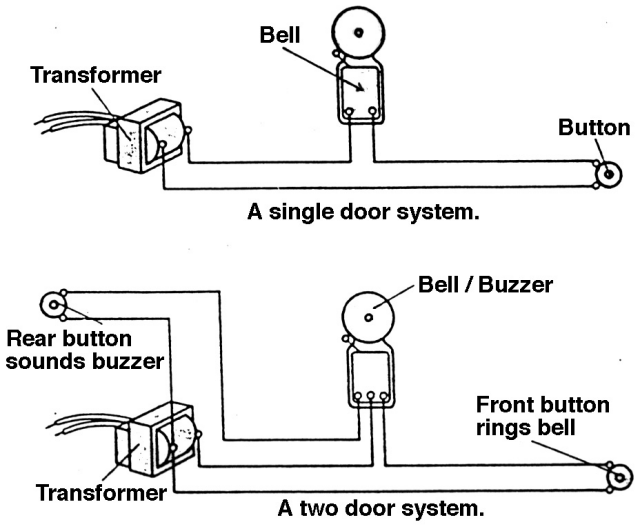 Bell
Transformer
Button
A single door system.
Bell / Buzzer
Rear button
sounds buzzer
Front button
rings bell
Transformer
A two door system.